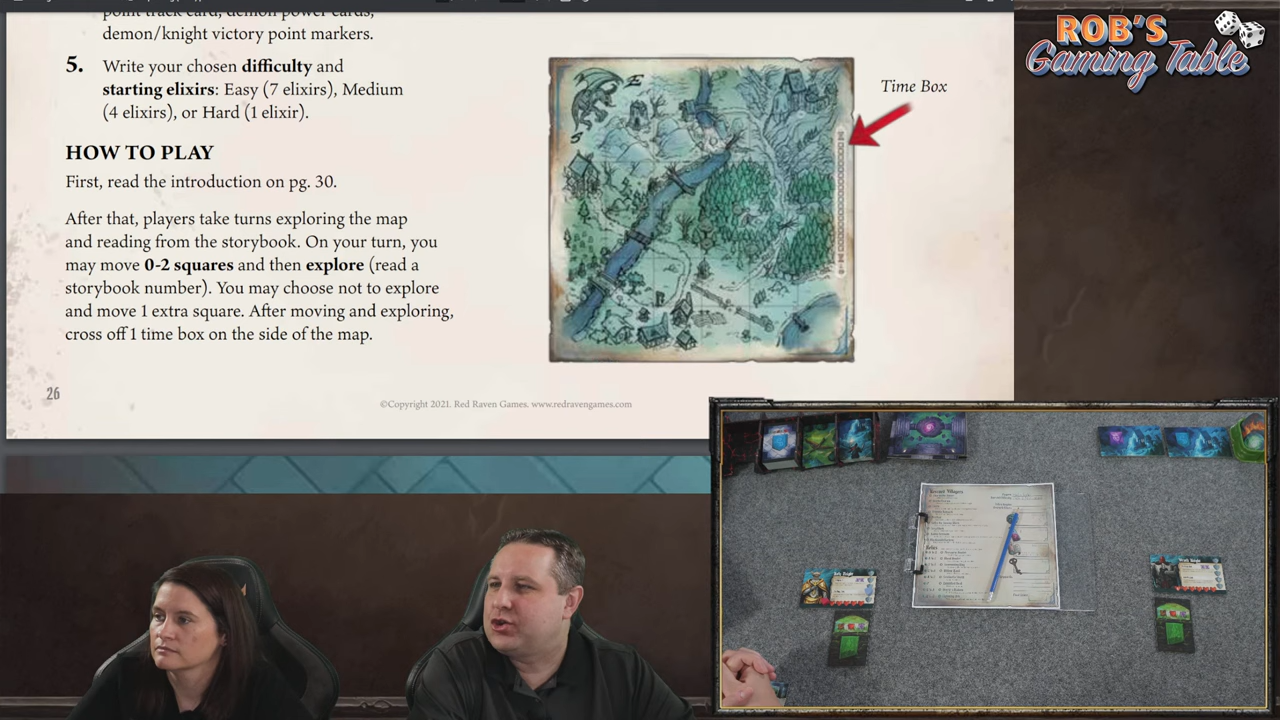 point track card, demon power cards,
demon/knight victory point markers.
5. Write your chosen difficulty and
starting elixirs: Easy (7 elixirs), Medium
(4 elixirs), or Hard (1 elixir).
HOW TO PLAY
First, read the introduction on pg. 30.
After that, players take turns exploring the map
and reading from the storybook. On your turn, you
may move 0-2 squares and then explore (read a
storybook number). You may choose not to explore
and move 1 extra square. After moving and exploring,
cross off 1 time box on the side of the map.
26
©Copyright 2021. Red Raven Games. www.redravengames.com
E
S
Time Box
ROB'S
Gaming Table